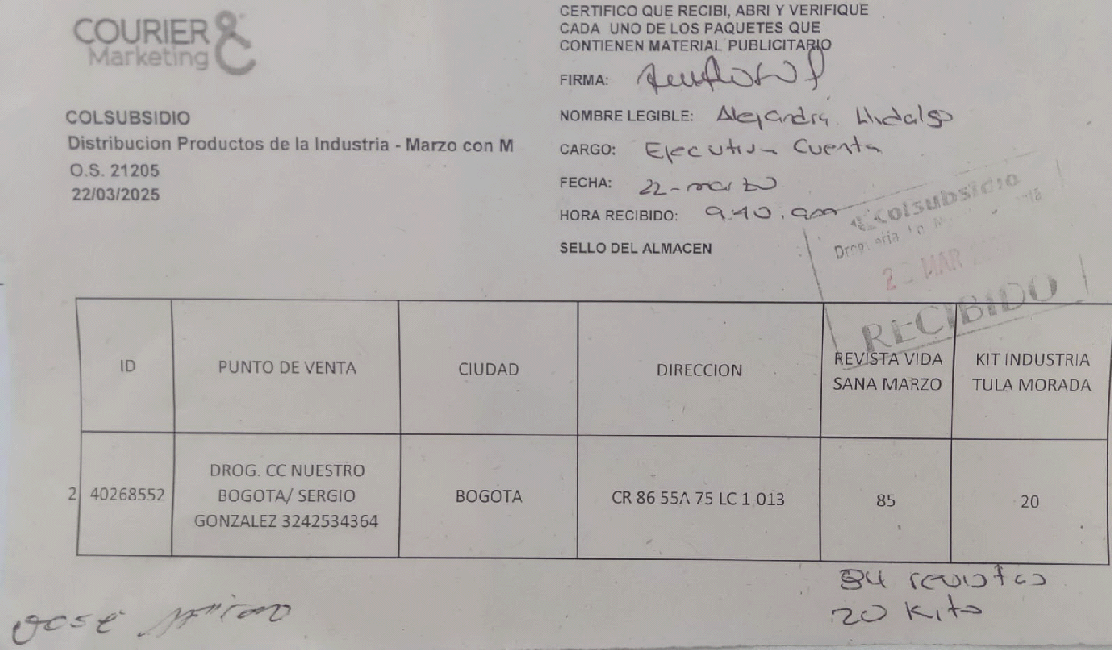 COURIER &
Marketing
COLSUBSIDIO
Distribucion Productos de la Industria - Marzo con M
O.S. 21205
22/03/2025
CERTIFICO QUE RECIBI, ABRI Y VERIFIQUE
CADA UNO DE LOS PAQUETES QUE
CONTIENEN MATERIAL PUBLICITARIO
FIRMA:
NOMBRE LEGIBLE: Alejandra Hidalgo
CARGO: Ejecutiva Cuenta
FECHA: 22-marzo
HORA RECIBIDO: 9:40 am
SELLO DEL ALMACEN
Colsubsidio
MAR
RECIBIDO
ID PUNTO DE VENTA CIUDAD DIRECCION REVISTA VIDA SANA MARZO KIT INDUSTRIA TULA MORADA
2 40268552 DROG. CC NUESTRO BOGOTA/ SERGIO GONZALEZ 3242534364 BOGOTA CR 86 55A 75 LC 1 013 85 20
84 revistas
20 Kits
Jose